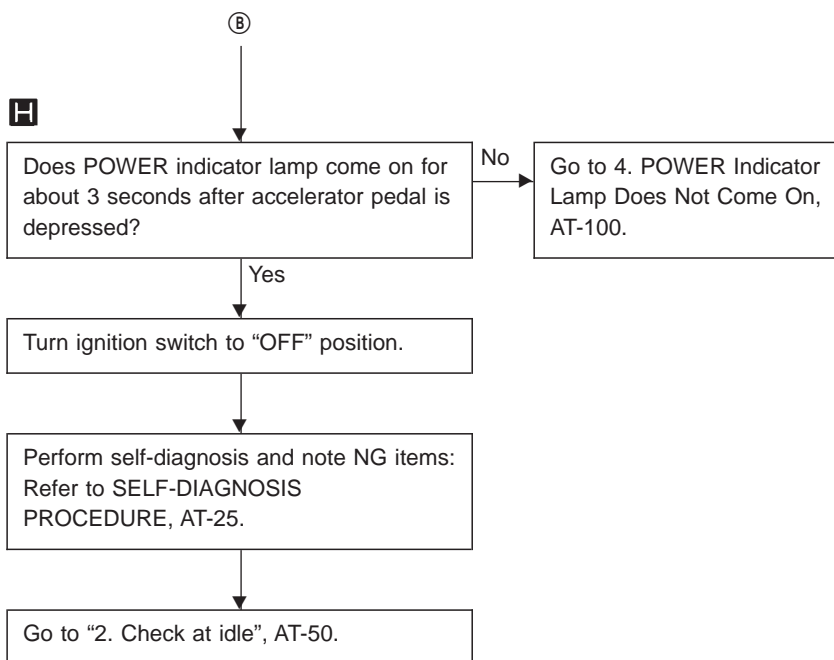 B
H
Does POWER indicator lamp come on for
about 3 seconds after accelerator pedal is
depressed?
No
Go to 4. POWER Indicator
Lamp Does Not Come On,
AT-100.
Yes
Turn ignition switch to “OFF” position.
Perform self-diagnosis and note NG items:
Refer to SELF-DIAGNOSIS
PROCEDURE, AT-25.
Go to “2. Check at idle”, AT-50.